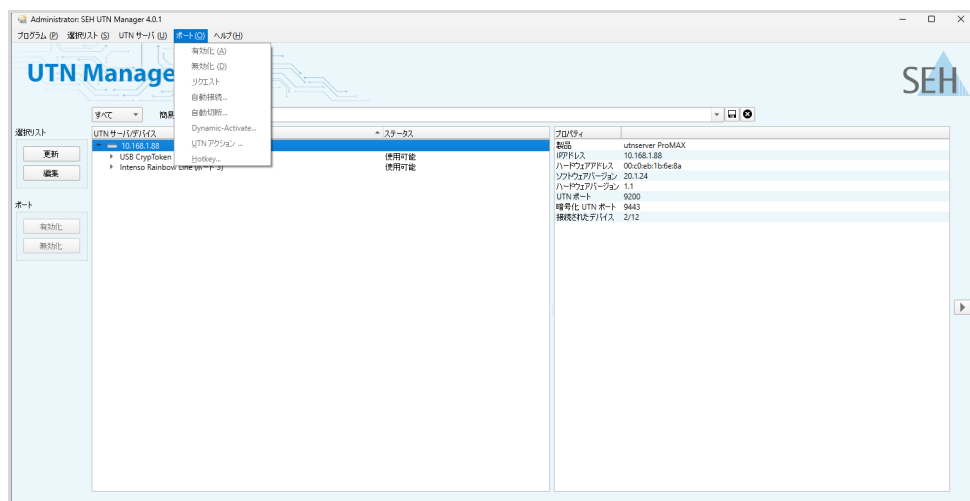 Administrator: SEH UTN Manager 4.0.1
プログラム (P) 選択リスト (S) UTN サーバ (U) ポート(O) ヘルプ(H)
有効化 (A)
無効化 (D)
リクエスト
自動接続...
自動切断...
Dynamic-Activate...
UTN アクション ...
Hotkey...
UTN Manage
SEH
すべて 簡易
選択リスト
更新
編集
ポート
有効化
無効化
UTN サーバ/デバイス ステータス
10.168.1.88
USB CrypToken 使用可能
Intenso Rainbow Line (ポート 3) 使用可能
プロパティ
製品 utnserver ProMAX
IPアドレス 10.168.1.88
ハードウェアアドレス 00:c0:eb:1b:6e:8a
ソフトウェアバージョン 20.1.24
ハードウェアバージョン 1.1
UTN ポート 9200
暗号化 UTN ポート 9443
接続されたデバイス 2/12